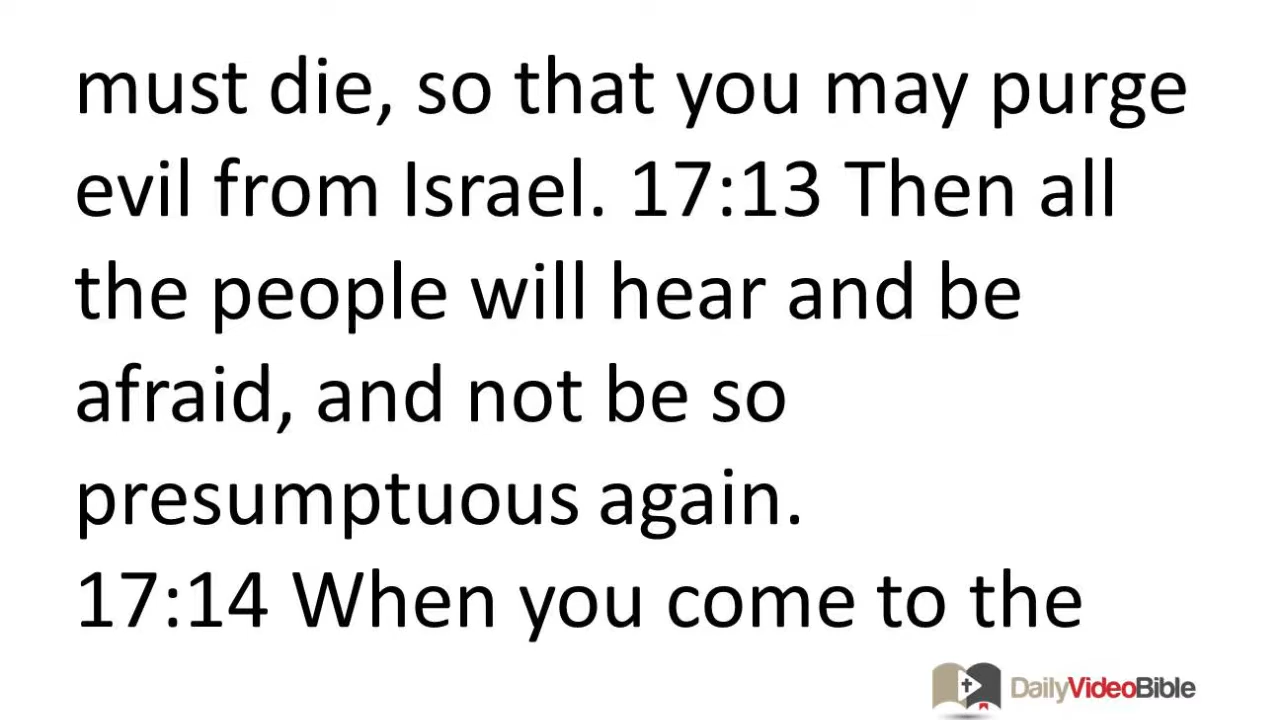 must die, so that you may purge
evil from Israel. 17:13 Then all
the people will hear and be
afraid, and not be so
presumptuous again.
17:14 When you come to the
DailyVideoBible